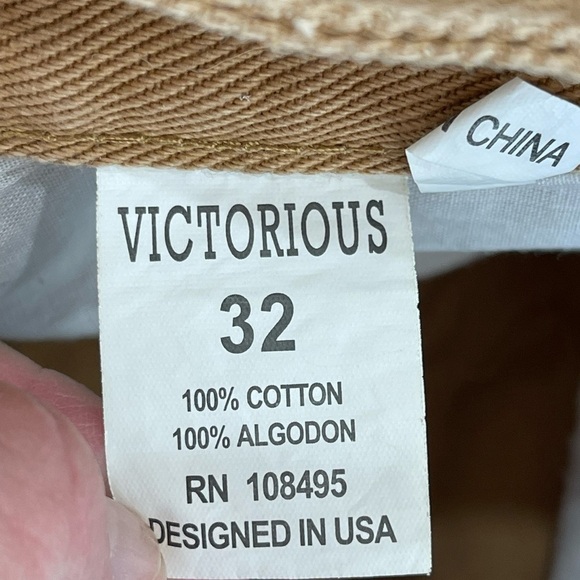 CHINA
VICTORIOUS
32
100% COTTON
100% ALGODON
RN 108495
DESIGNED IN USA